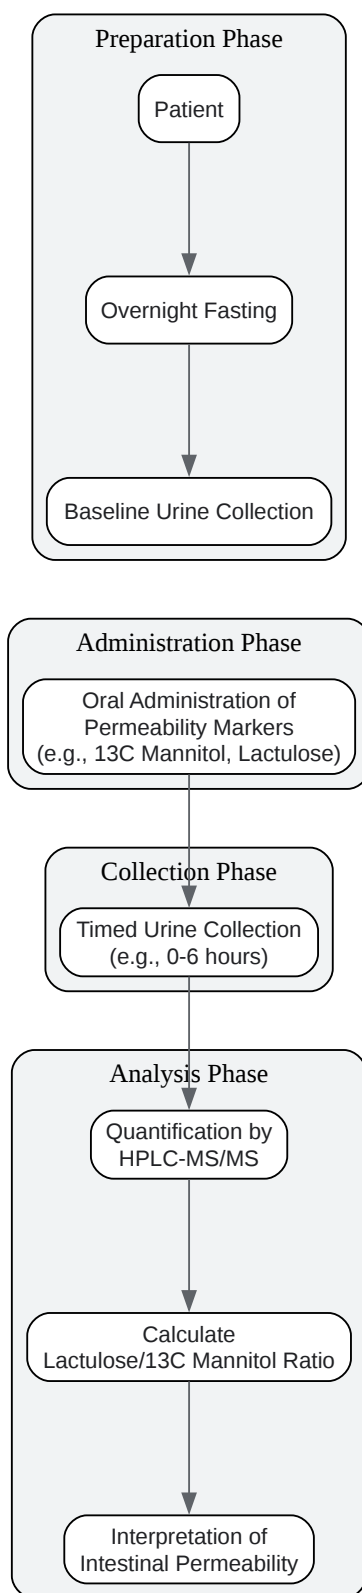 Preparation Phase
Patient
Overnight Fasting
Baseline Urine Collection
Administration Phase
Oral Administration of
Permeability Markers
(e.g., 13C Mannitol, Lactulose)
Collection Phase
Timed Urine Collection
(e.g., 0-6 hours)
Analysis Phase
Quantification by
HPLC-MS/MS
Calculate
Lactulose/13C Mannitol Ratio
Interpretation of
Intestinal Permeability